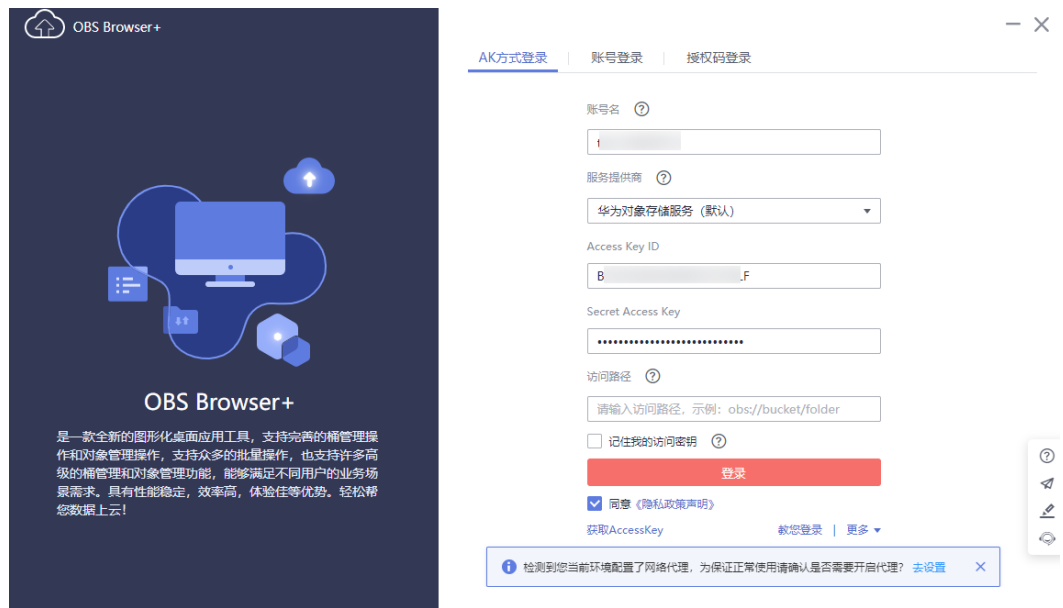 OBS Browser+
AK方式登录
账号登录
授权码登录
账号名
服务提供商
华为对象存储服务（默认）
Access Key ID
B
LF
Secret Access Key
访问路径
请输入访问路径，示例：obs://bucket/folder
记住我的访问密钥
登录
同意《隐私政策声明》
获取AccessKey
教您登录 | 更多
检测到您当前环境配置了网络代理，为保证正常使用请确认是否需要开启代理？ 去设置
OBS Browser+
是一款全新的图形化桌面应用工具，支持完善的桶管理操
作和对象管理操作，支持众多的批量操作，也支持许多高
级的桶管理和对象管理功能，能够满足不同用户的业务场
景需求。具有性能稳定，效率高，体验佳等优势。轻松帮
您数据上云！